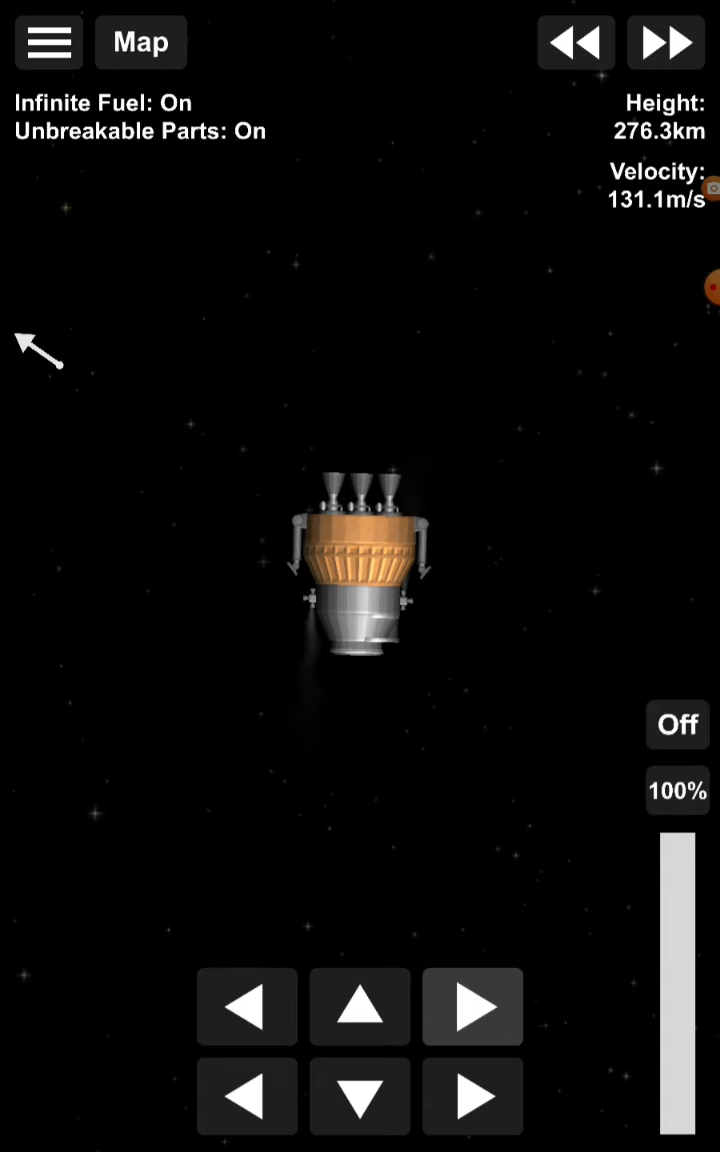 Map
Infinite Fuel: On
Unbreakable Parts: On
Height:
276.3km
Velocity:
131.1m/s
Off
100%